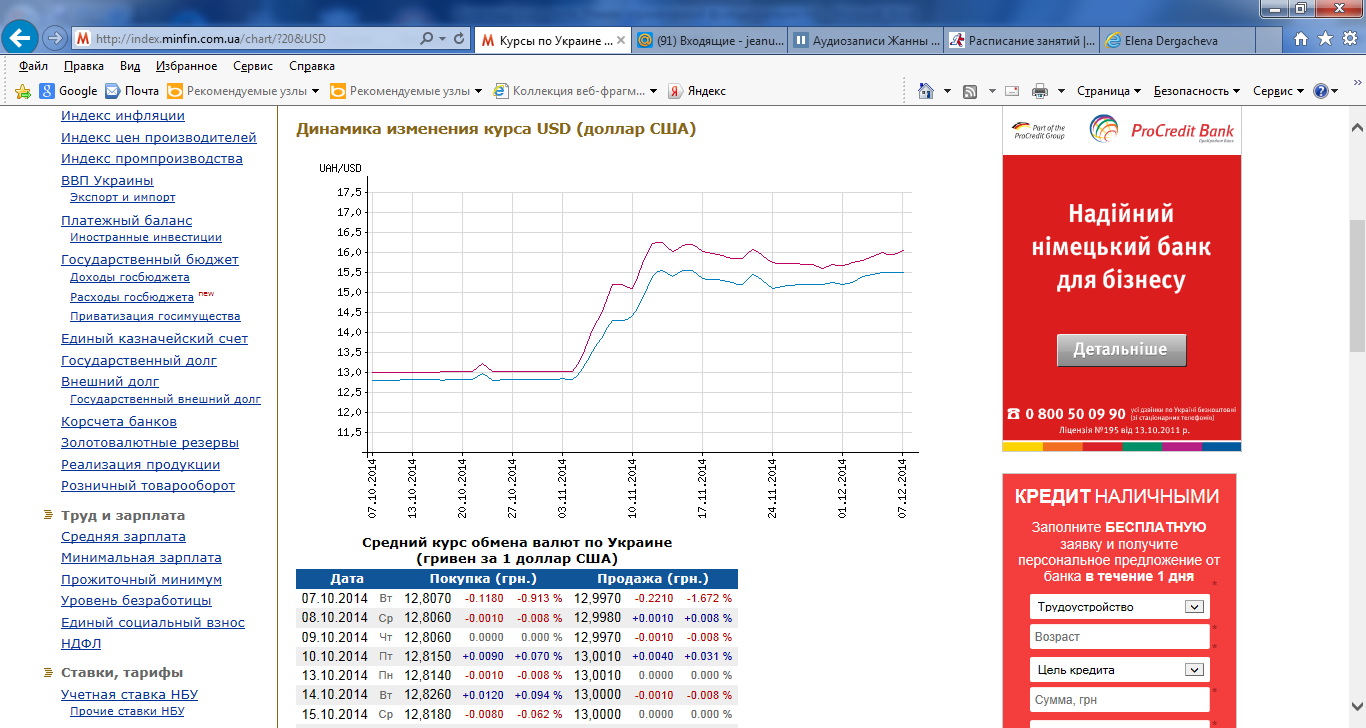 http://index.minfin.com.ua/chart/?20&USD
Курсы по Украине ...
(91) Входящие - jeanu...
Аудиозаписи Жанны ...
Расписание занятий |...
Elena Dergacheva
Файл Правка Вид Избранное Сервис Справка
Google Почта Рекомендуемые узлы Рекомендуемые узлы Коллекция веб-фрагм... Яндекс
Страница Безопасность Сервис
Индекс инфляции
Индекс цен производителей
Индекс промпроизводства
ВВП Украины
Экспорт и импорт
Платежный баланс
Иностранные инвестиции
Государственный бюджет
Доходы госбюджета
Расходы госбюджета new
Приватизация госимущества
Единый казначейский счет
Государственный долг
Внешний долг
Государственный внешний долг
Корсчета банков
Золотовалютные резервы
Реализация продукции
Розничный товарооборот
Труд и зарплата
Средняя зарплата
Минимальная зарплата
Прожиточный минимум
Уровень безработицы
Единый социальный взнос
НДФЛ
Ставки, тарифы
Учетная ставка НБУ
Прочие ставки НБУ
Динамика изменения курса USD (доллар США)
UAH/USD
17,5
17,0
16,5
16,0
15,5
15,0
14,5
14,0
13,5
13,0
12,5
12,0
11,5
07.10.2014
13.10.2014
20.10.2014
27.10.2014
03.11.2014
10.11.2014
17.11.2014
24.11.2014
01.12.2014
07.12.2014
Средний курс обмена валют по Украине
(гривен за 1 доллар США)
Дата Покупка (грн.) Продажа (грн.)
07.10.2014 Вт 12,8070 -0.1180 -0.913 % 12,9970 -0.2210 -1.672 %
08.10.2014 Ср 12,8060 -0.0010 -0.008 % 12,9980 +0.0010 +0.008 %
09.10.2014 Чт 12,8060 0.0000 0.000 % 12,9970 -0.0010 -0.008 %
10.10.2014 Пт 12,8150 +0.0090 +0.070 % 13,0010 +0.0040 +0.031 %
13.10.2014 Пн 12,8140 -0.0010 -0.008 % 13,0010 0.0000 0.000 %
14.10.2014 Вт 12,8260 +0.0120 +0.094 % 13,0000 -0.0010 -0.008 %
15.10.2014 Ср 12,8180 -0.0080 -0.062 % 13,0000 0.0000 0.000 %
Part of the
ProCredit Group
ProCredit Bank
Надійний
німецький банк
для бізнесу
Детальніше
0 800 50 09 90 усі дзвінки по Україні безкоштовні
(зі стаціонарних телефонів)
Ліцензія №195 від 13.10.2011 р.
КРЕДИТ НАЛИЧНЫМИ
Заполните БЕСПЛАТНУЮ
заявку и получите
персональное предложение от
банка в течение 1 дня
Трудоустройство *
Возраст *
Цель кредита *
Сумма, грн *